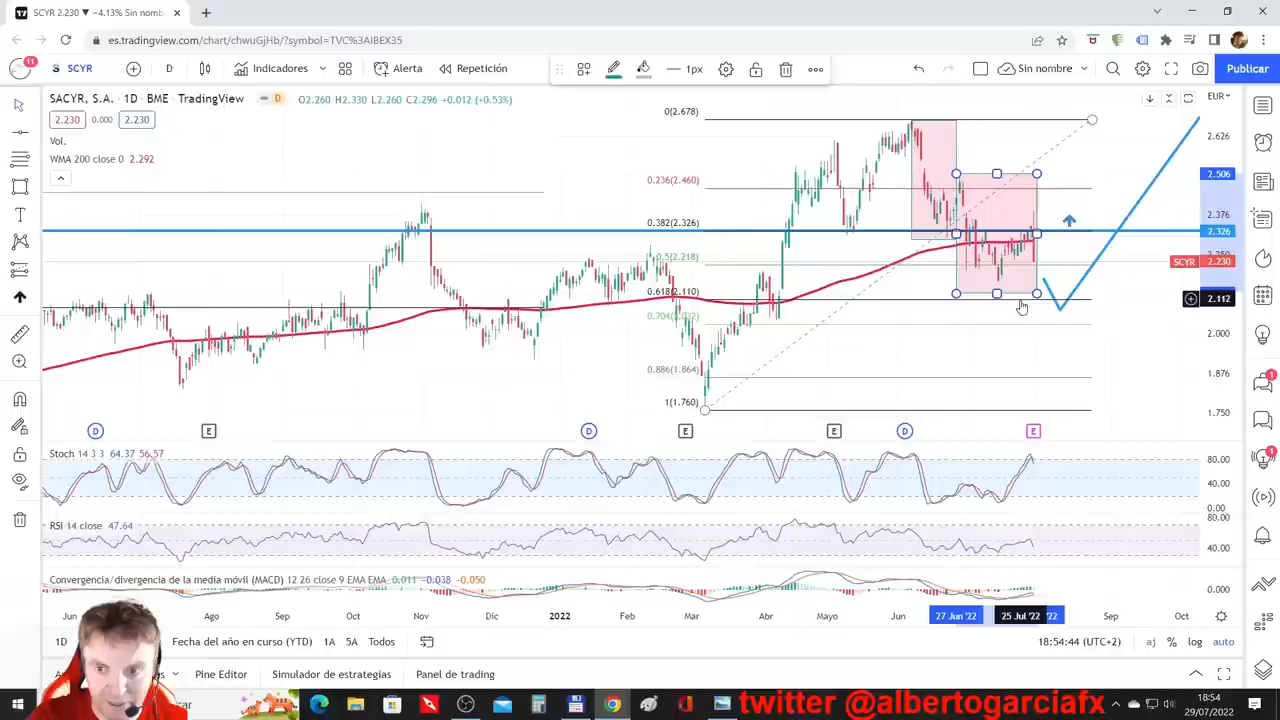 SCYR 2.230 ▼ −4.13% Sin nomb
es.tradingview.com/chart/chwuGjHb/?symbol=TVC%3AIBEX35
11
SCYR
D
Indicadores
Alerta
Repetición
1px
Sin nombre
Publicar
SACYR, S.A. · 1D · BME — TradingView
D
O2.260 H2.330 L2.260 C2.296 +0.012 (+0.53%)
EUR
2.230
0.000
2.230
Vol.
WMA 200 close 0 2.292
0(2.678)
0.236(2.460)
0.382(2.326)
0.5(2.218)
0.618(2.110)
0.886(1.864)
1(1.760)
2.626
2.506
2.376
2.326
SCYR
2.230
2.112
2.000
1.876
1.750
D
E
D
E
E
D
E
Stoch 14 3 3 64.37 56.57
80.00
40.00
0.00
RSI 14 close 47.64
80.00
40.00
Convergencia/divergencia de la media móvil (MACD) 12 26 close 9 EMA EMA 0.011 −0.038 −0.050
0.000
Jun
Ago
Sep
Oct
Nov
Dic
2022
Feb
Mar
Abr
Mayo
Jun
27 Jun '22
25 Jul '22
'22
Sep
Oct
1D
Fecha del año en curso (YTD)
1A
5A
Todos
18:54:44 (UTC+2)
aj
%
log
auto
Pine Editor
Simulador de estrategias
Panel de trading
twitter @albertogarciafx
18:54
29/07/2022